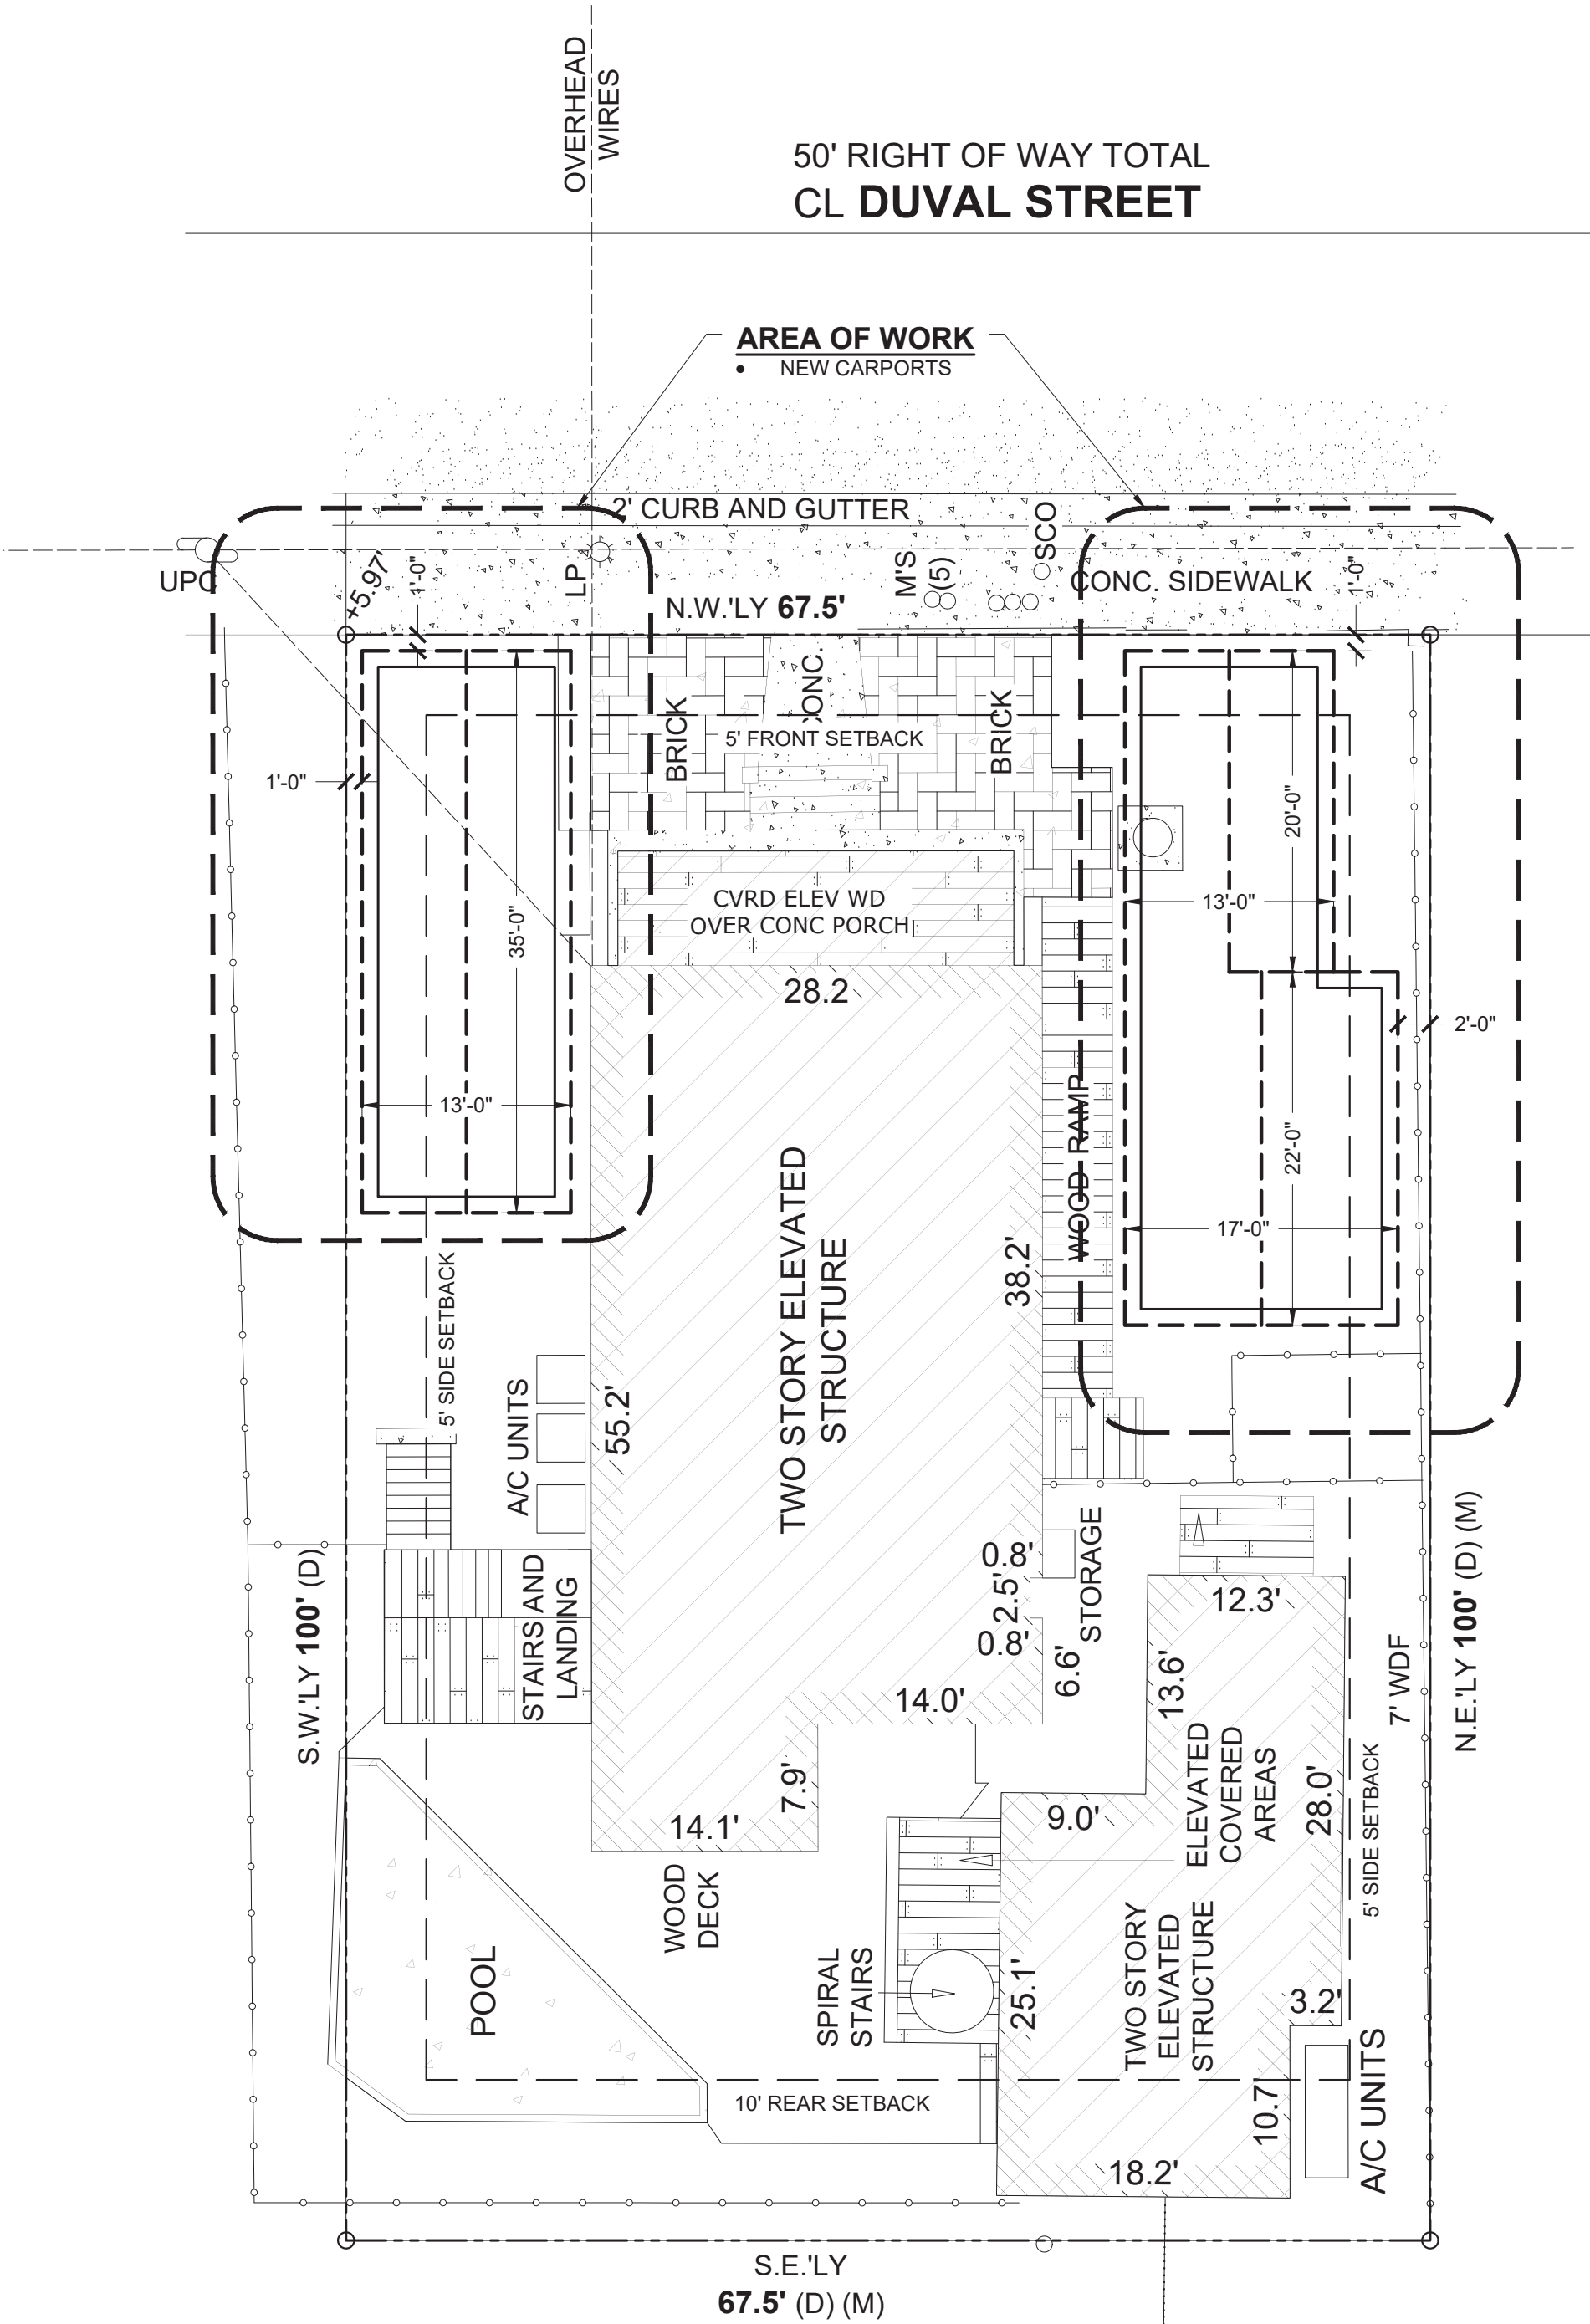 OVERHEAD
WIRES
50' RIGHT OF WAY TOTAL
CL DUVAL STREET
AREA OF WORK
• NEW CARPORTS
2' CURB AND GUTTER
UPC
+5.97'
1'-0"
LP
N.W.'LY 67.5'
M'S
(5)
SCO
CONC. SIDEWALK
1'-0"
1'-0"
BRICK
CONC.
5' FRONT SETBACK
BRICK
20'-0"
35'-0"
CVRD ELEV WD
OVER CONC PORCH
13'-0"
28.2
2'-0"
13'-0"
WOOD RAMP
22'-0"
17'-0"
TWO STORY ELEVATED
STRUCTURE
38.2'
5' SIDE SETBACK
A/C UNITS
55.2'
S.W.'LY 100' (D)
STAIRS AND
LANDING
0.8'
2.5'
0.8'
STORAGE
6.6'
12.3'
13.6'
7' WDF
N.E.'LY 100' (D) (M)
14.0'
7.9'
14.1'
9.0'
ELEVATED
COVERED
AREAS
28.0'
5' SIDE SETBACK
WOOD
DECK
POOL
SPIRAL
STAIRS
25.1'
TWO STORY
ELEVATED
STRUCTURE
3.2'
10' REAR SETBACK
10.7'
A/C UNITS
18.2'
S.E.'LY
67.5' (D) (M)